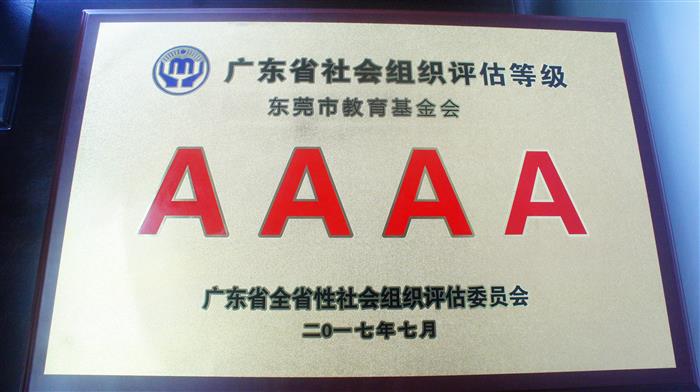 广东省社会组织评估等级
东莞市教育基金会
AAAA
广东省全省性社会组织评估委员会
二0一七年七月